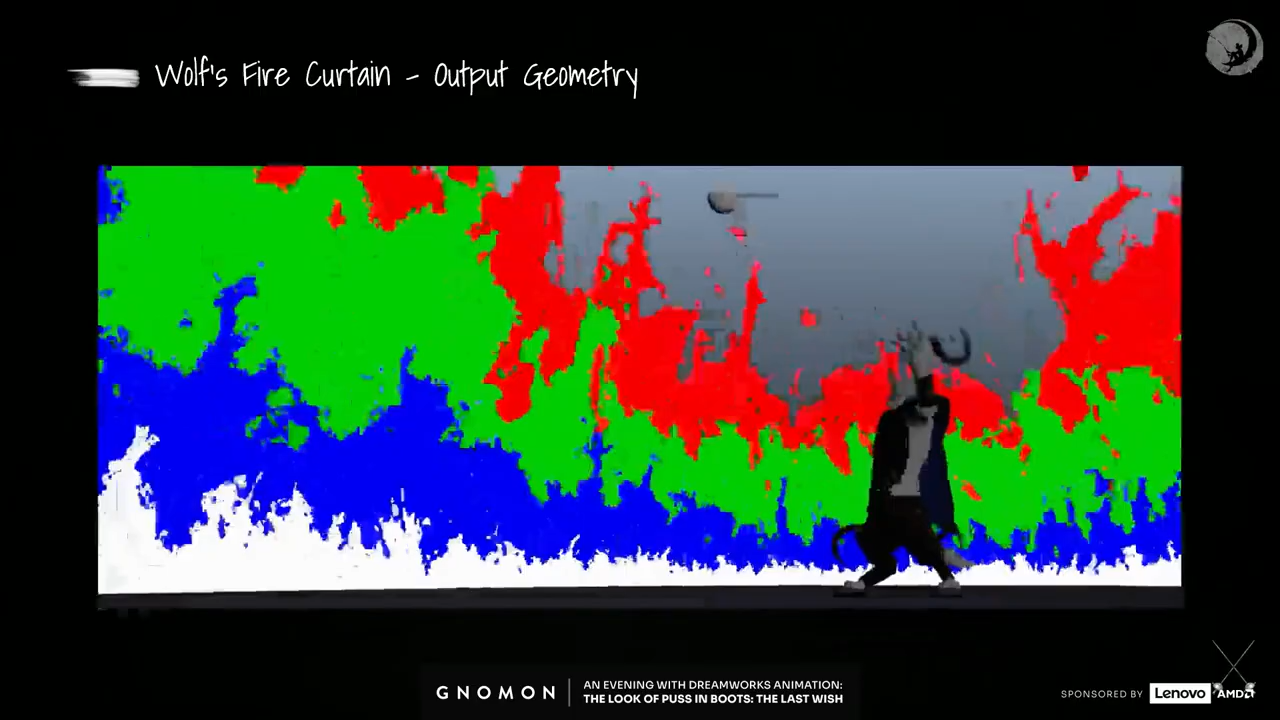 Wolf's Fire Curtain - Output Geometry
GNOMON
AN EVENING WITH DREAMWORKS ANIMATION:
THE LOOK OF PUSS IN BOOTS: THE LAST WISH
SPONSORED BY Lenovo AMD